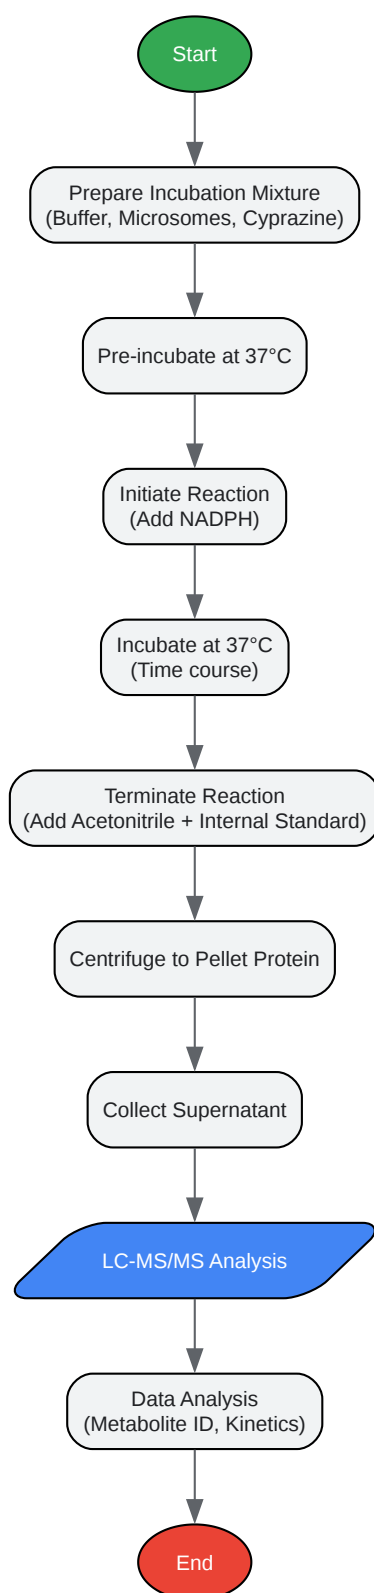 Start
Prepare Incubation Mixture
(Buffer, Microsomes, Cyprazine)
Pre-incubate at 37°C
Initiate Reaction
(Add NADPH)
Incubate at 37°C
(Time course)
Terminate Reaction
(Add Acetonitrile + Internal Standard)
Centrifuge to Pellet Protein
Collect Supernatant
LC-MS/MS Analysis
Data Analysis
(Metabolite ID, Kinetics)
End